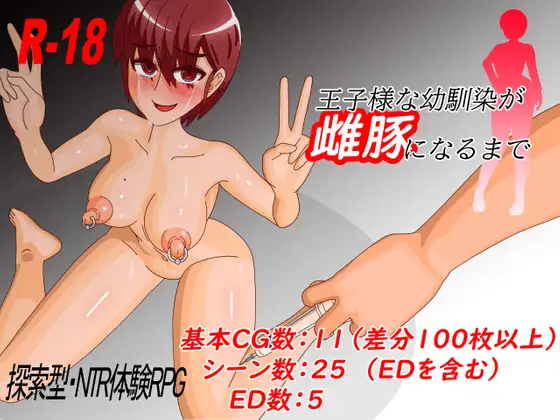 R-18
王子様な幼馴染が
雌豚になるまで
基本CG数：11（差分100枚以上）
シーン数：25 （EDを含む）
ED数：5
探索型・NTR体験RPG